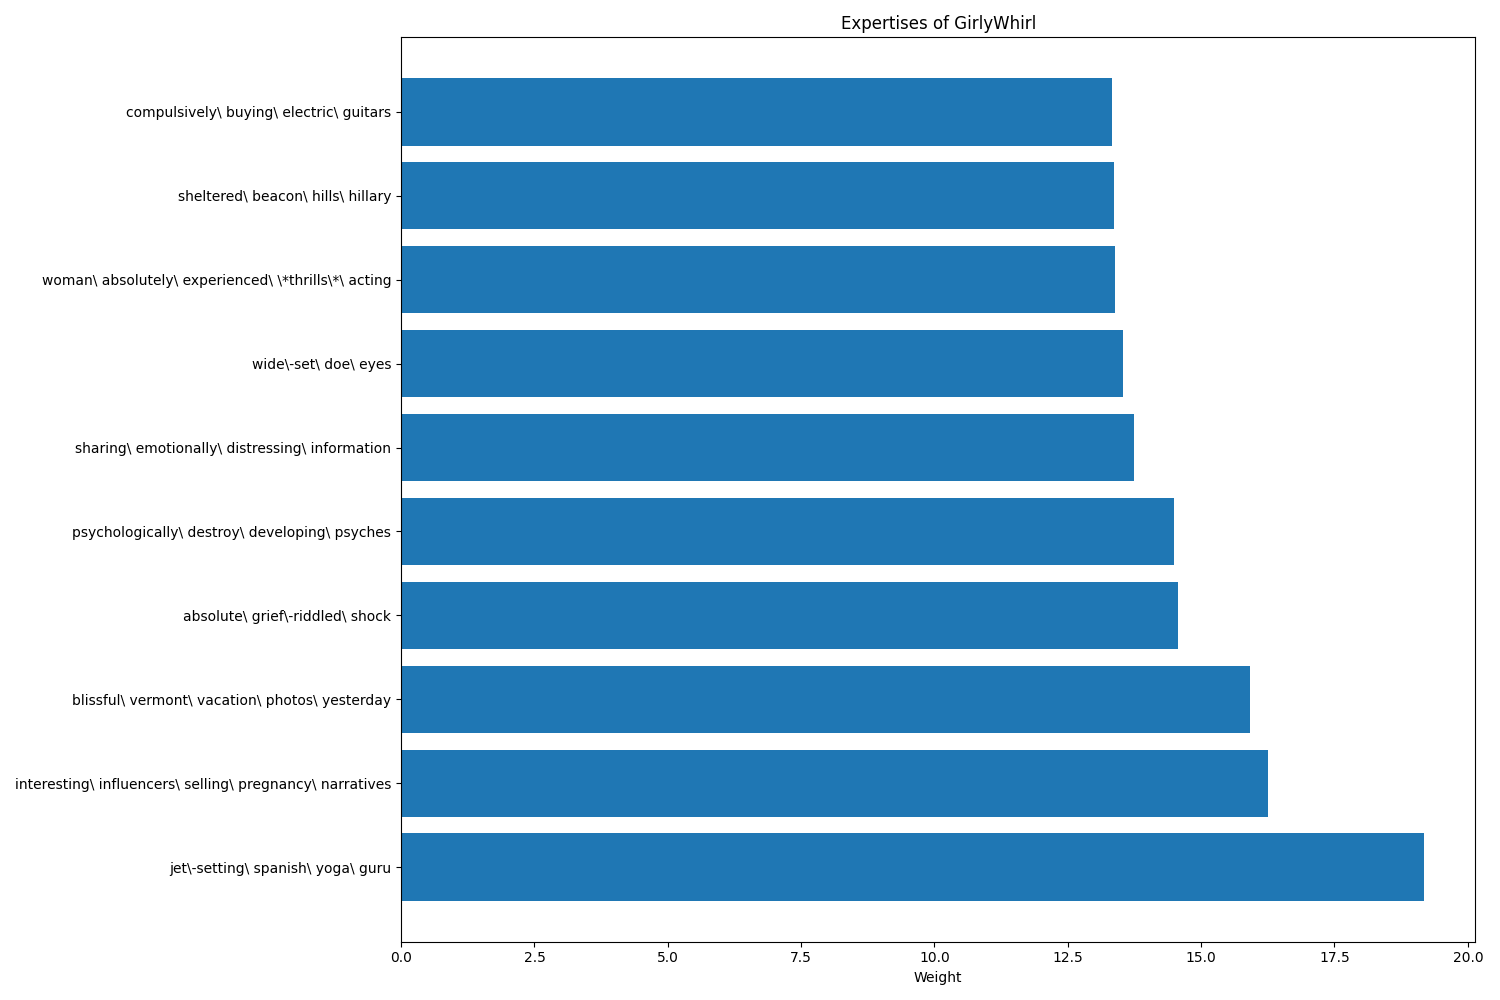 Expertises of GirlyWhirl
compulsively\ buying\ electric\ guitars
sheltered\ beacon\ hills\ hillary
woman\ absolutely\ experienced\ \*thrills\*\ acting
wide\-set\ doe\ eyes
sharing\ emotionally\ distressing\ information
psychologically\ destroy\ developing\ psyches
absolute\ grief\-riddled\ shock
blissful\ vermont\ vacation\ photos\ yesterday
interesting\ influencers\ selling\ pregnancy\ narratives
jet\-setting\ spanish\ yoga\ guru
0.0 2.5 5.0 7.5 10.0 12.5 15.0 17.5 20.0
Weight